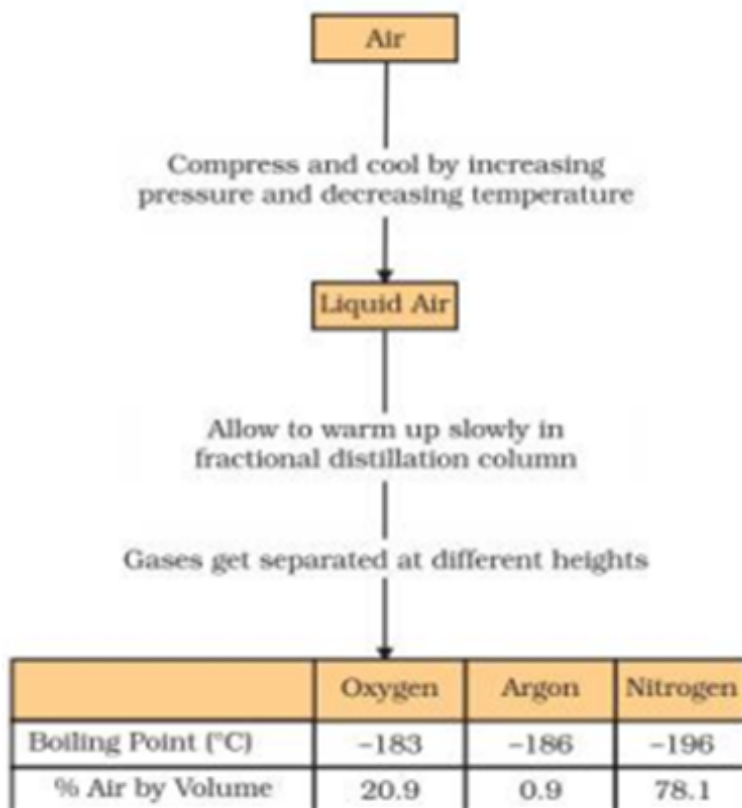 Air
Compress and cool by increasing
pressure and decreasing temperature
Liquid Air
Allow to warm up slowly in
fractional distillation column
Gases get separated at different heights
Oxygen Argon Nitrogen
Boiling Point (°C) –183 –186 –196
% Air by Volume 20.9 0.9 78.1